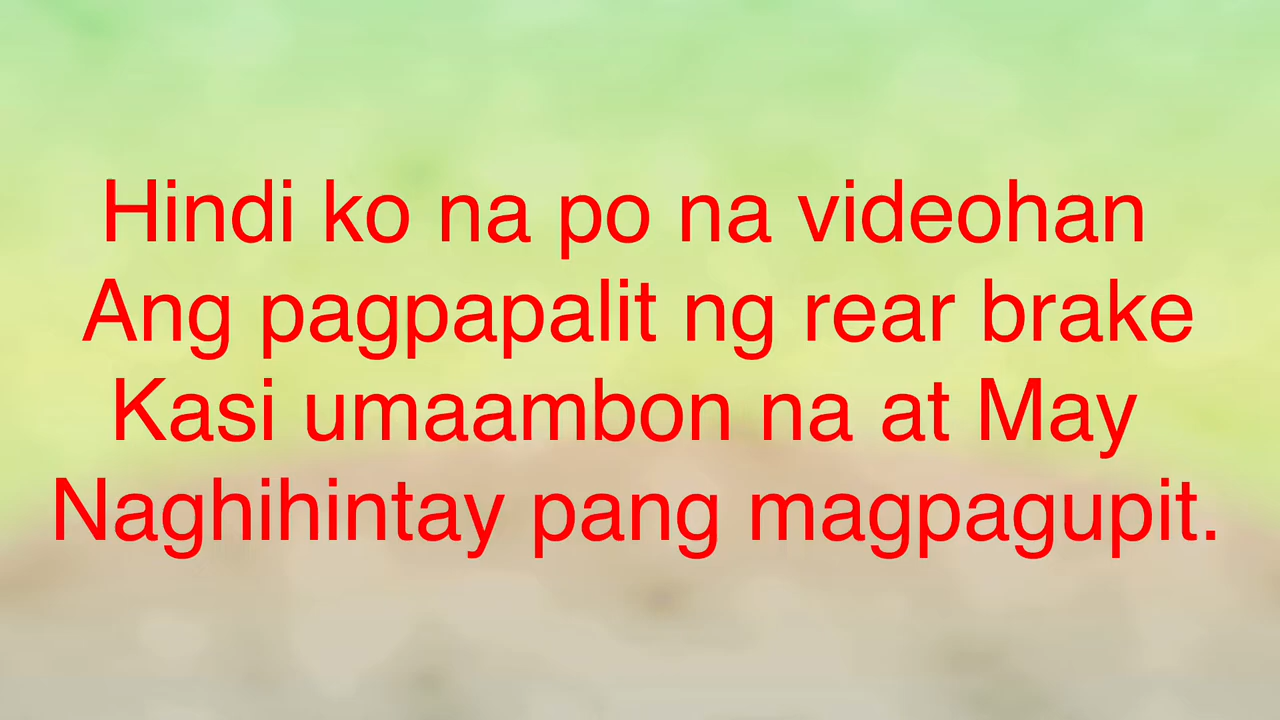 Hindi ko na po na videohan
Ang pagpapalit ng rear brake
Kasi umaambon na at May
Naghihintay pang magpagupit.